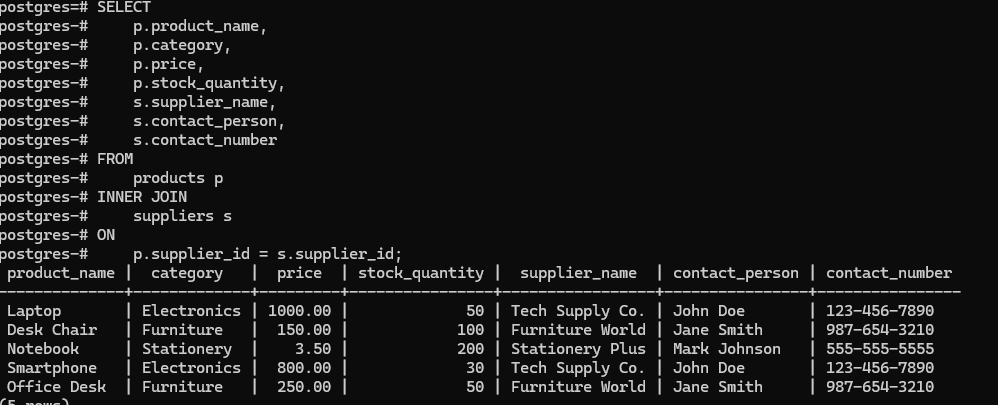 postgres=# SELECT
postgres-#     p.product_name,
postgres-#     p.category,
postgres-#     p.price,
postgres-#     p.stock_quantity,
postgres-#     s.supplier_name,
postgres-#     s.contact_person,
postgres-#     s.contact_number
postgres-# FROM
postgres-#     products p
postgres-# INNER JOIN
postgres-#     suppliers s
postgres-# ON
postgres-#     p.supplier_id = s.supplier_id;
 product_name |  category   |  price  | stock_quantity |  supplier_name  | contact_person | contact_number
--------------+-------------+---------+----------------+-----------------+----------------+----------------
 Laptop       | Electronics | 1000.00 |             50 | Tech Supply Co. | John Doe       | 123-456-7890
 Desk Chair   | Furniture   |  150.00 |            100 | Furniture World | Jane Smith     | 987-654-3210
 Notebook     | Stationery  |    3.50 |            200 | Stationery Plus | Mark Johnson   | 555-555-5555
 Smartphone   | Electronics |  800.00 |             30 | Tech Supply Co. | John Doe       | 123-456-7890
 Office Desk  | Furniture   |  250.00 |             50 | Furniture World | Jane Smith     | 987-654-3210
(5 rows)